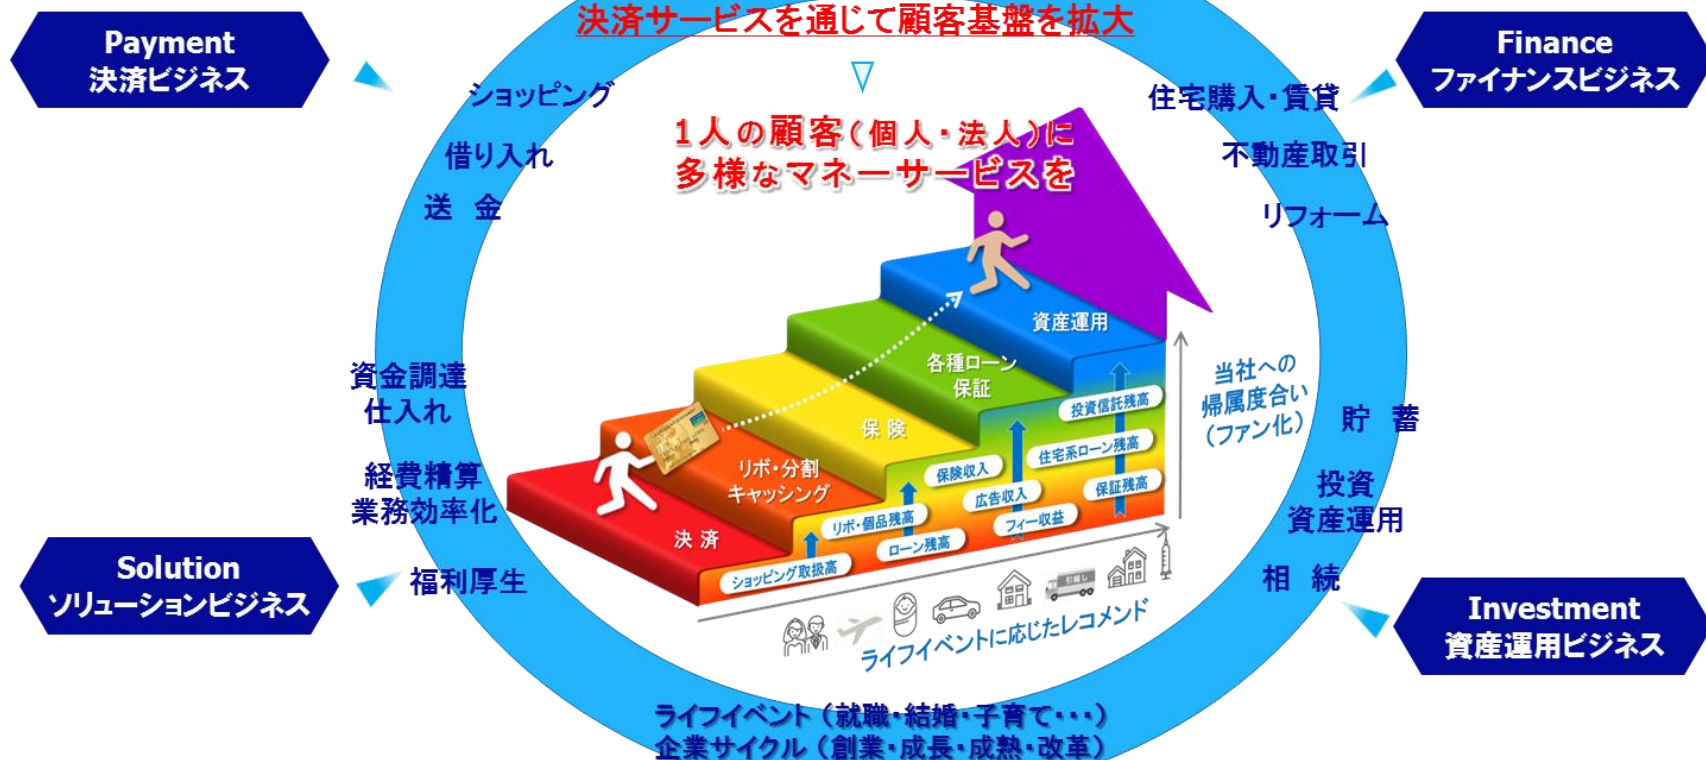 決済サービスを通じて顧客基盤を拡大
Payment
決済ビジネス
Finance
ファイナンスビジネス
ショッピング
借り入れ
送 金
住宅購入・賃貸
不動産取引
リフォーム
1人の顧客(個人・法人)に
多様なマネーサービスを
資産運用
各種ローン
保証
保 険
リボ・分割
キャッシング
決 済
投資信託残高
住宅系ローン残高
保証残高
保険収入
広告収入
フィー収益
リボ・個品残高
ローン残高
ショッピング取扱高
当社への
帰属度合い
(ファン化)
引越し
ライフイベントに応じたレコメンド
資金調達
仕入れ
経費精算
業務効率化
福利厚生
貯 蓄
投資
資産運用
相 続
Solution
ソリューションビジネス
Investment
資産運用ビジネス
ライフイベント(就職・結婚・子育て・・・)
企業サイクル(創業・成長・成熟・改革)